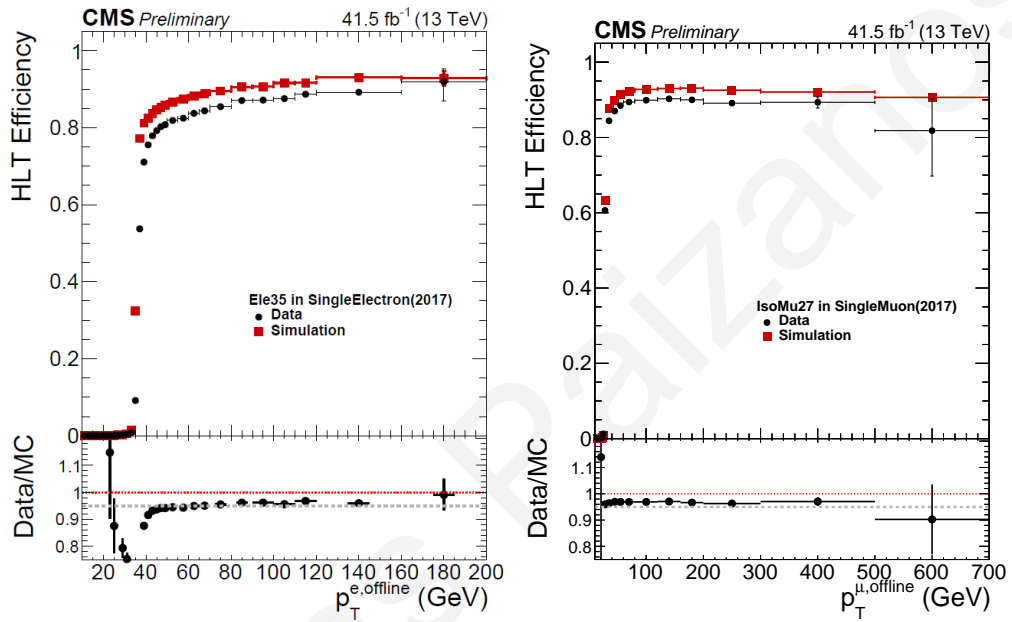 CMS Preliminary 41.5 fb⁻¹ (13 TeV)
HLT Efficiency
1
0.8
0.6
0.4
0.2
0
Ele35 in SingleElectron(2017)
Data
Simulation
Data/MC
1.1
1
0.9
0.8
20 40 60 80 100 120 140 160 180 200
p_T^{e,offline} (GeV)
CMS Preliminary 41.5 fb⁻¹ (13 TeV)
HLT Efficiency
1
0.8
0.6
0.4
0.2
0
IsoMu27 in SingleMuon(2017)
Data
Simulation
Data/MC
1.1
1
0.9
0.8
100 200 300 400 500 600 700
p_T^{μ,offline} (GeV)
Paizanos